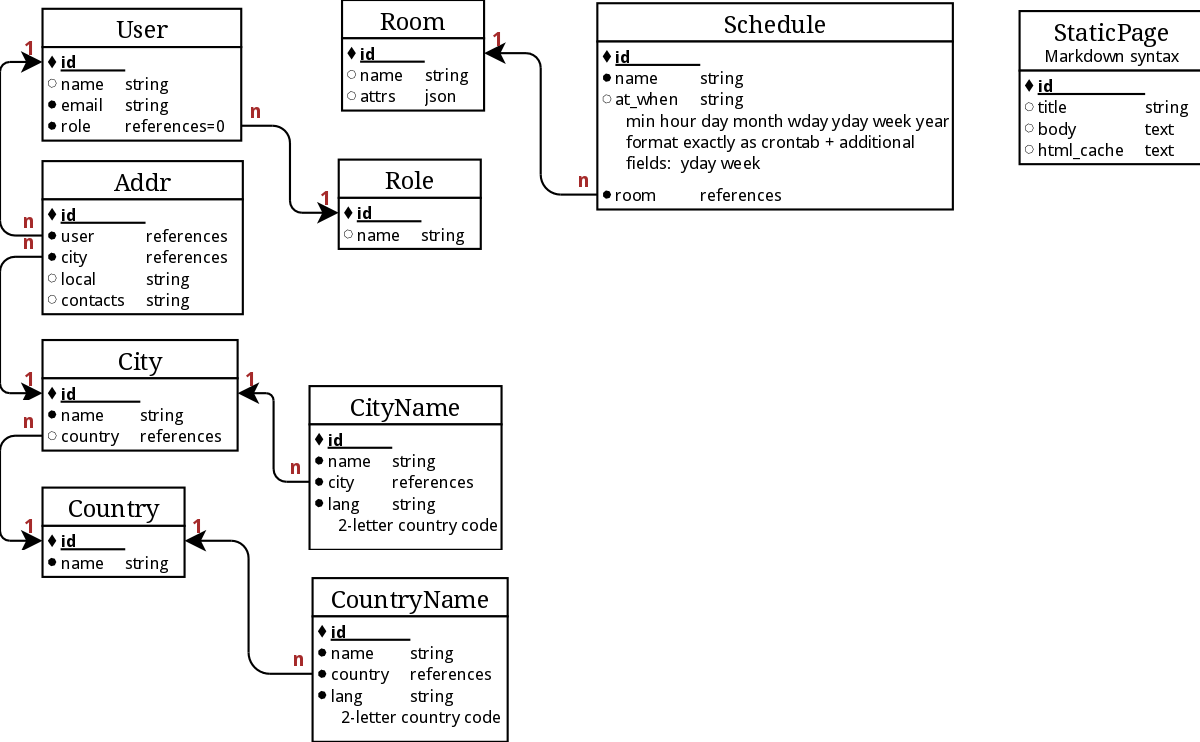 User
1
id
name string
email string
role references=0
n
Addr
id
n
user references
n
city references
local string
contacts string
City
1
id
name string
n
country references
1
Country
1
id
name string
1
Room
1
id
name string
attrs json
Role
1
id
name string
CityName
id
name string
n
city references
lang string
2-letter country code
CountryName
id
name string
n
country references
lang string
2-letter country code
Schedule
id
name string
at_when string
min hour day month wday yday week year
format exactly as crontab + additional
fields: yday week
n
room references
StaticPage
Markdown syntax
id
title string
body text
html_cache text